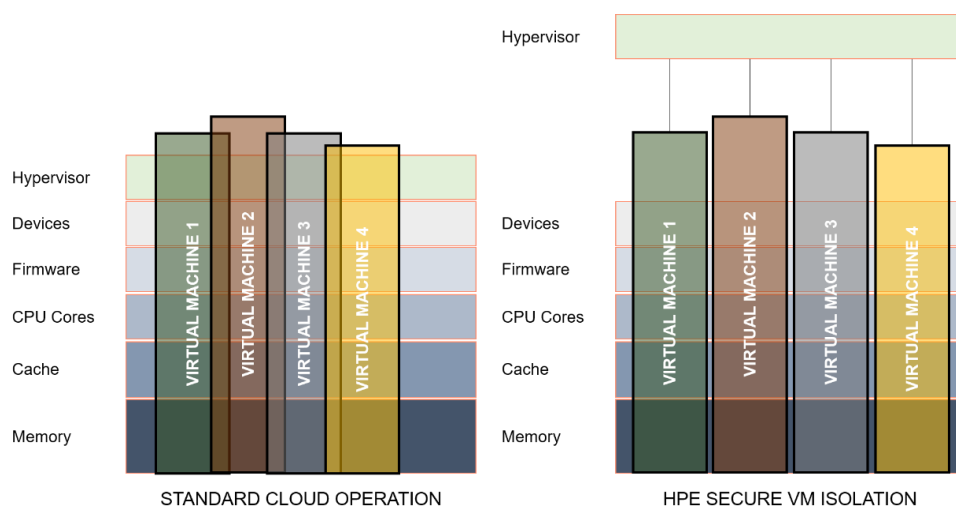 Hypervisor
Devices
Firmware
CPU Cores
Cache
Memory
VIRTUAL MACHINE 1
VIRTUAL MACHINE 2
VIRTUAL MACHINE 3
VIRTUAL MACHINE 4
STANDARD CLOUD OPERATION
Hypervisor
Devices
Firmware
CPU Cores
Cache
Memory
VIRTUAL MACHINE 1
VIRTUAL MACHINE 2
VIRTUAL MACHINE 3
VIRTUAL MACHINE 4
HPE SECURE VM ISOLATION